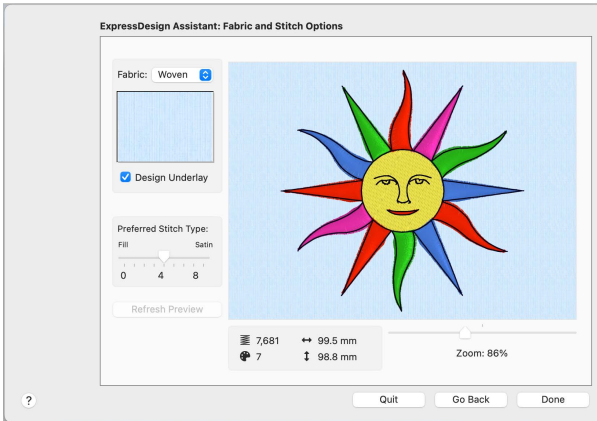 ExpressDesign Assistant: Fabric and Stitch Options
Fabric: Woven
Design Underlay
Preferred Stitch Type:
Fill Satin
0 4 8
Refresh Preview
7,681 ↔ 99.5 mm
7 ↕ 98.8 mm
Zoom: 86%
? Quit Go Back Done